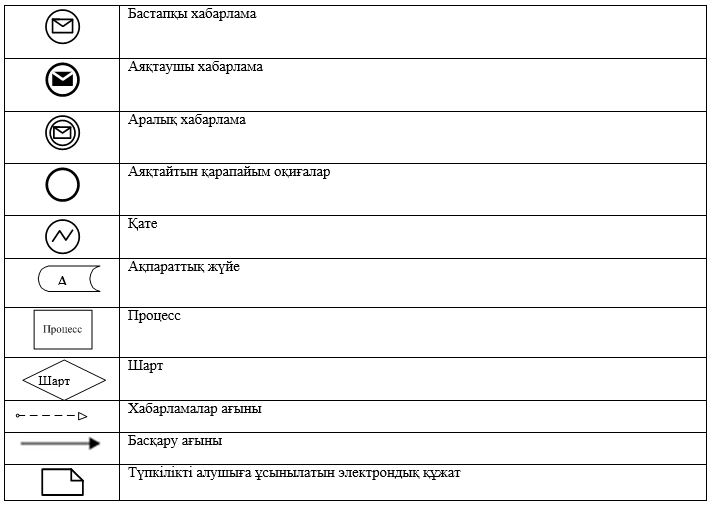 Бастапқы хабарлама
Аяқтаушы хабарлама
Аралық хабарлама
Аяқтайтын қарапайым оқиғалар
Қате
А
Ақпараттық жүйе
Процесс
Процесс
Шарт
Шарт
Хабарламалар ағыны
Басқару ағыны
Түпкілікті алушыға ұсынылатын электрондық құжат